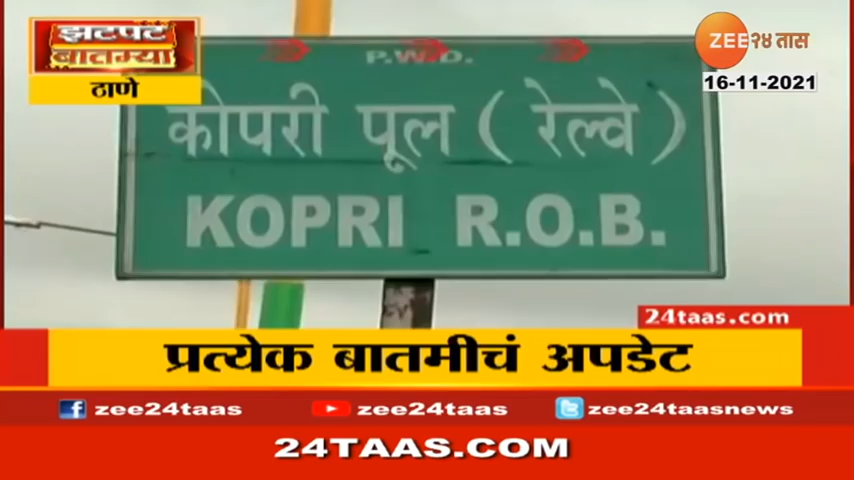 झटपट
बातम्या
ठाणे
ZEE २४ तास
16-11-2021
P.W.D.
कोपरी पूल ( रेल्वे )
KOPRI R.O.B.
24taas.com
प्रत्येक बातमीचं अपडेट
zee24taas zee24taas zee24taasnews
24TAAS.COM